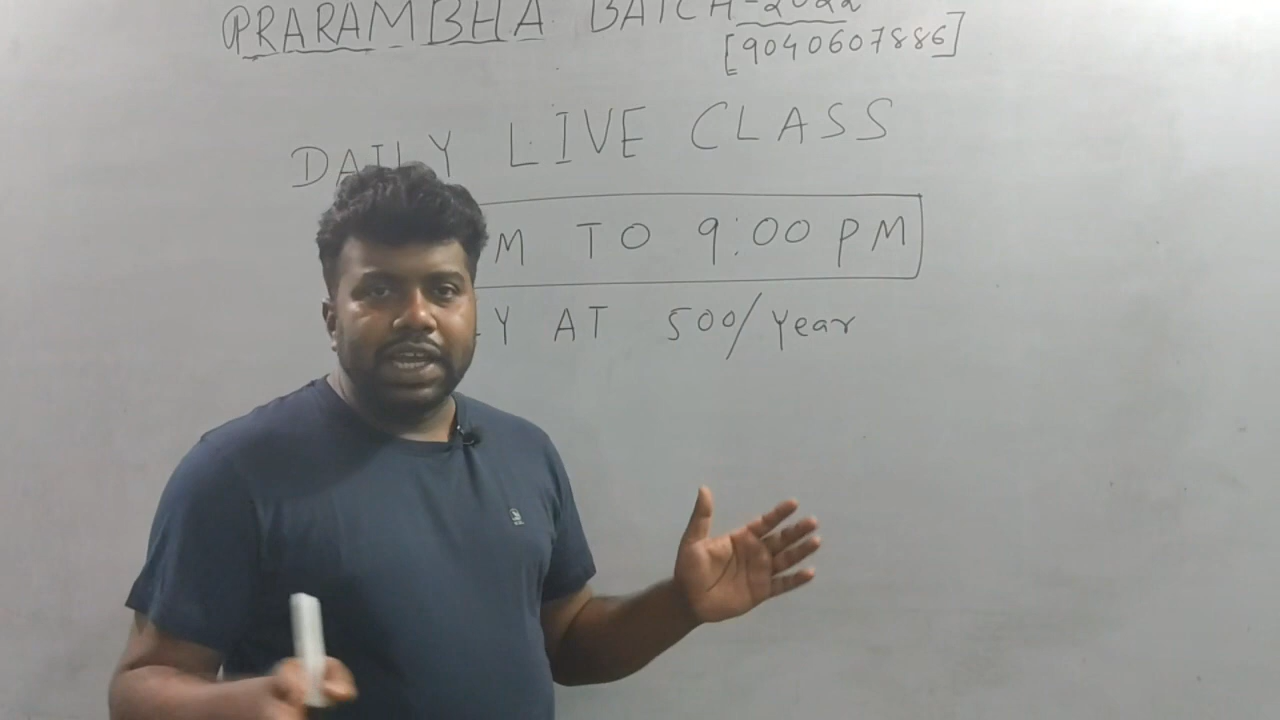 PRARAMBHA BATCH-2022
[9040607886]
DAILY LIVE CLASS
M TO 9:00 PM
Y AT 500/Year